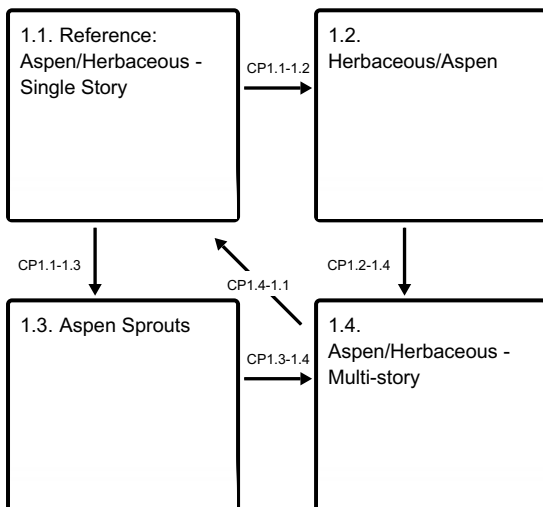 1.1. Reference:
Aspen/Herbaceous -
Single Story
CP1.1-1.2
1.2.
Herbaceous/Aspen
CP1.1-1.3
CP1.4-1.1
CP1.2-1.4
1.3. Aspen Sprouts
CP1.3-1.4
1.4.
Aspen/Herbaceous -
Multi-story